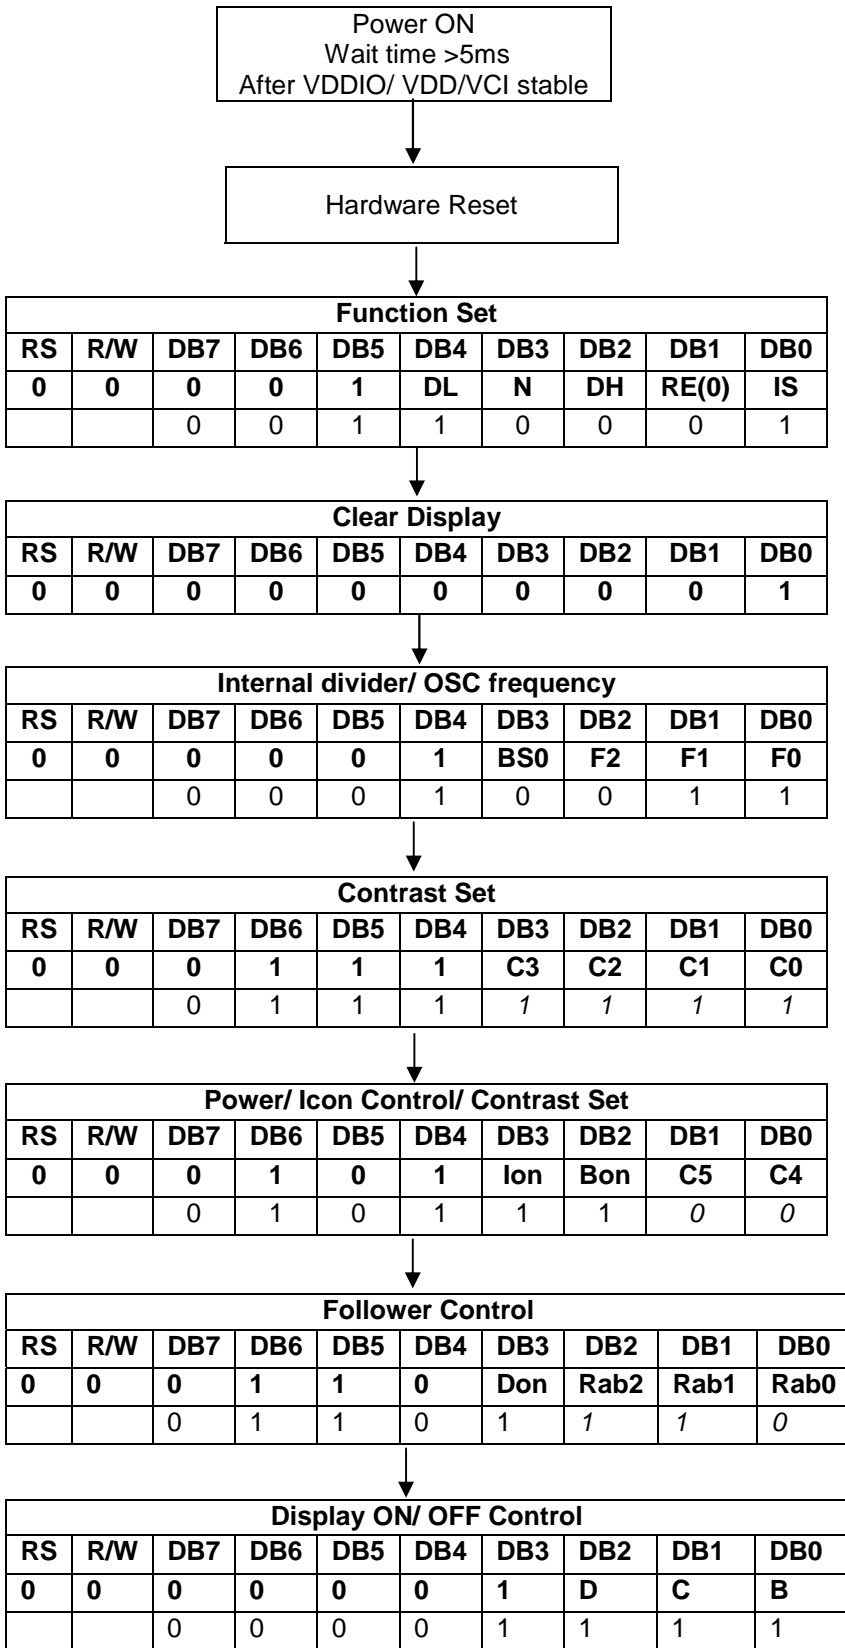 Power ON
Wait time >5ms
After VDDIO/ VDD/VCI stable
Hardware Reset
Function Set
RS R/W DB7 DB6 DB5 DB4 DB3 DB2 DB1 DB0
0 0 0 0 1 DL N DH RE(0) IS
0 0 1 1 0 0 0 1
Clear Display
RS R/W DB7 DB6 DB5 DB4 DB3 DB2 DB1 DB0
0 0 0 0 0 0 0 0 0 1
Internal divider/ OSC frequency
RS R/W DB7 DB6 DB5 DB4 DB3 DB2 DB1 DB0
0 0 0 0 0 1 BS0 F2 F1 F0
0 0 0 1 0 0 1 1
Contrast Set
RS R/W DB7 DB6 DB5 DB4 DB3 DB2 DB1 DB0
0 0 0 1 1 1 C3 C2 C1 C0
0 1 1 1 1 1 1 1
Power/ Icon Control/ Contrast Set
RS R/W DB7 DB6 DB5 DB4 DB3 DB2 DB1 DB0
0 0 0 1 0 1 Ion Bon C5 C4
0 1 0 1 1 1 0 0
Follower Control
RS R/W DB7 DB6 DB5 DB4 DB3 DB2 DB1 DB0
0 0 0 1 1 0 Don Rab2 Rab1 Rab0
0 1 1 0 1 1 1 0
Display ON/ OFF Control
RS R/W DB7 DB6 DB5 DB4 DB3 DB2 DB1 DB0
0 0 0 0 0 0 1 D C B
0 0 0 0 1 1 1 1